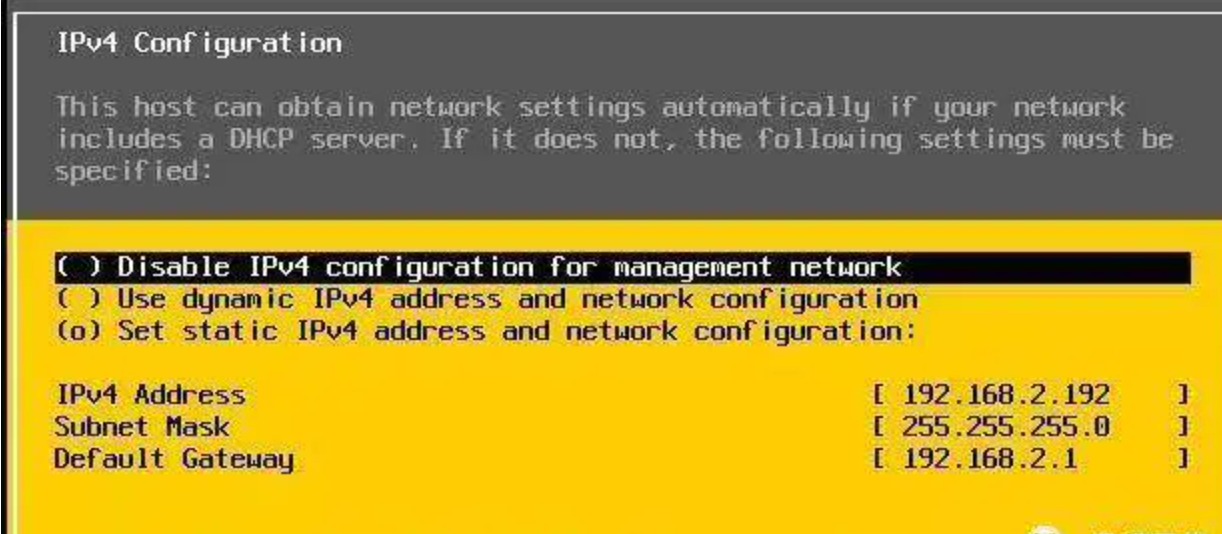 IPv4 Configuration
This host can obtain network settings automatically if your network
includes a DHCP server. If it does not, the following settings must be
specified:
( ) Disable IPv4 configuration for management network
( ) Use dynamic IPv4 address and network configuration
(o) Set static IPv4 address and network configuration:
IPv4 Address [ 192.168.2.192 ]
Subnet Mask [ 255.255.255.0 ]
Default Gateway [ 192.168.2.1 ]